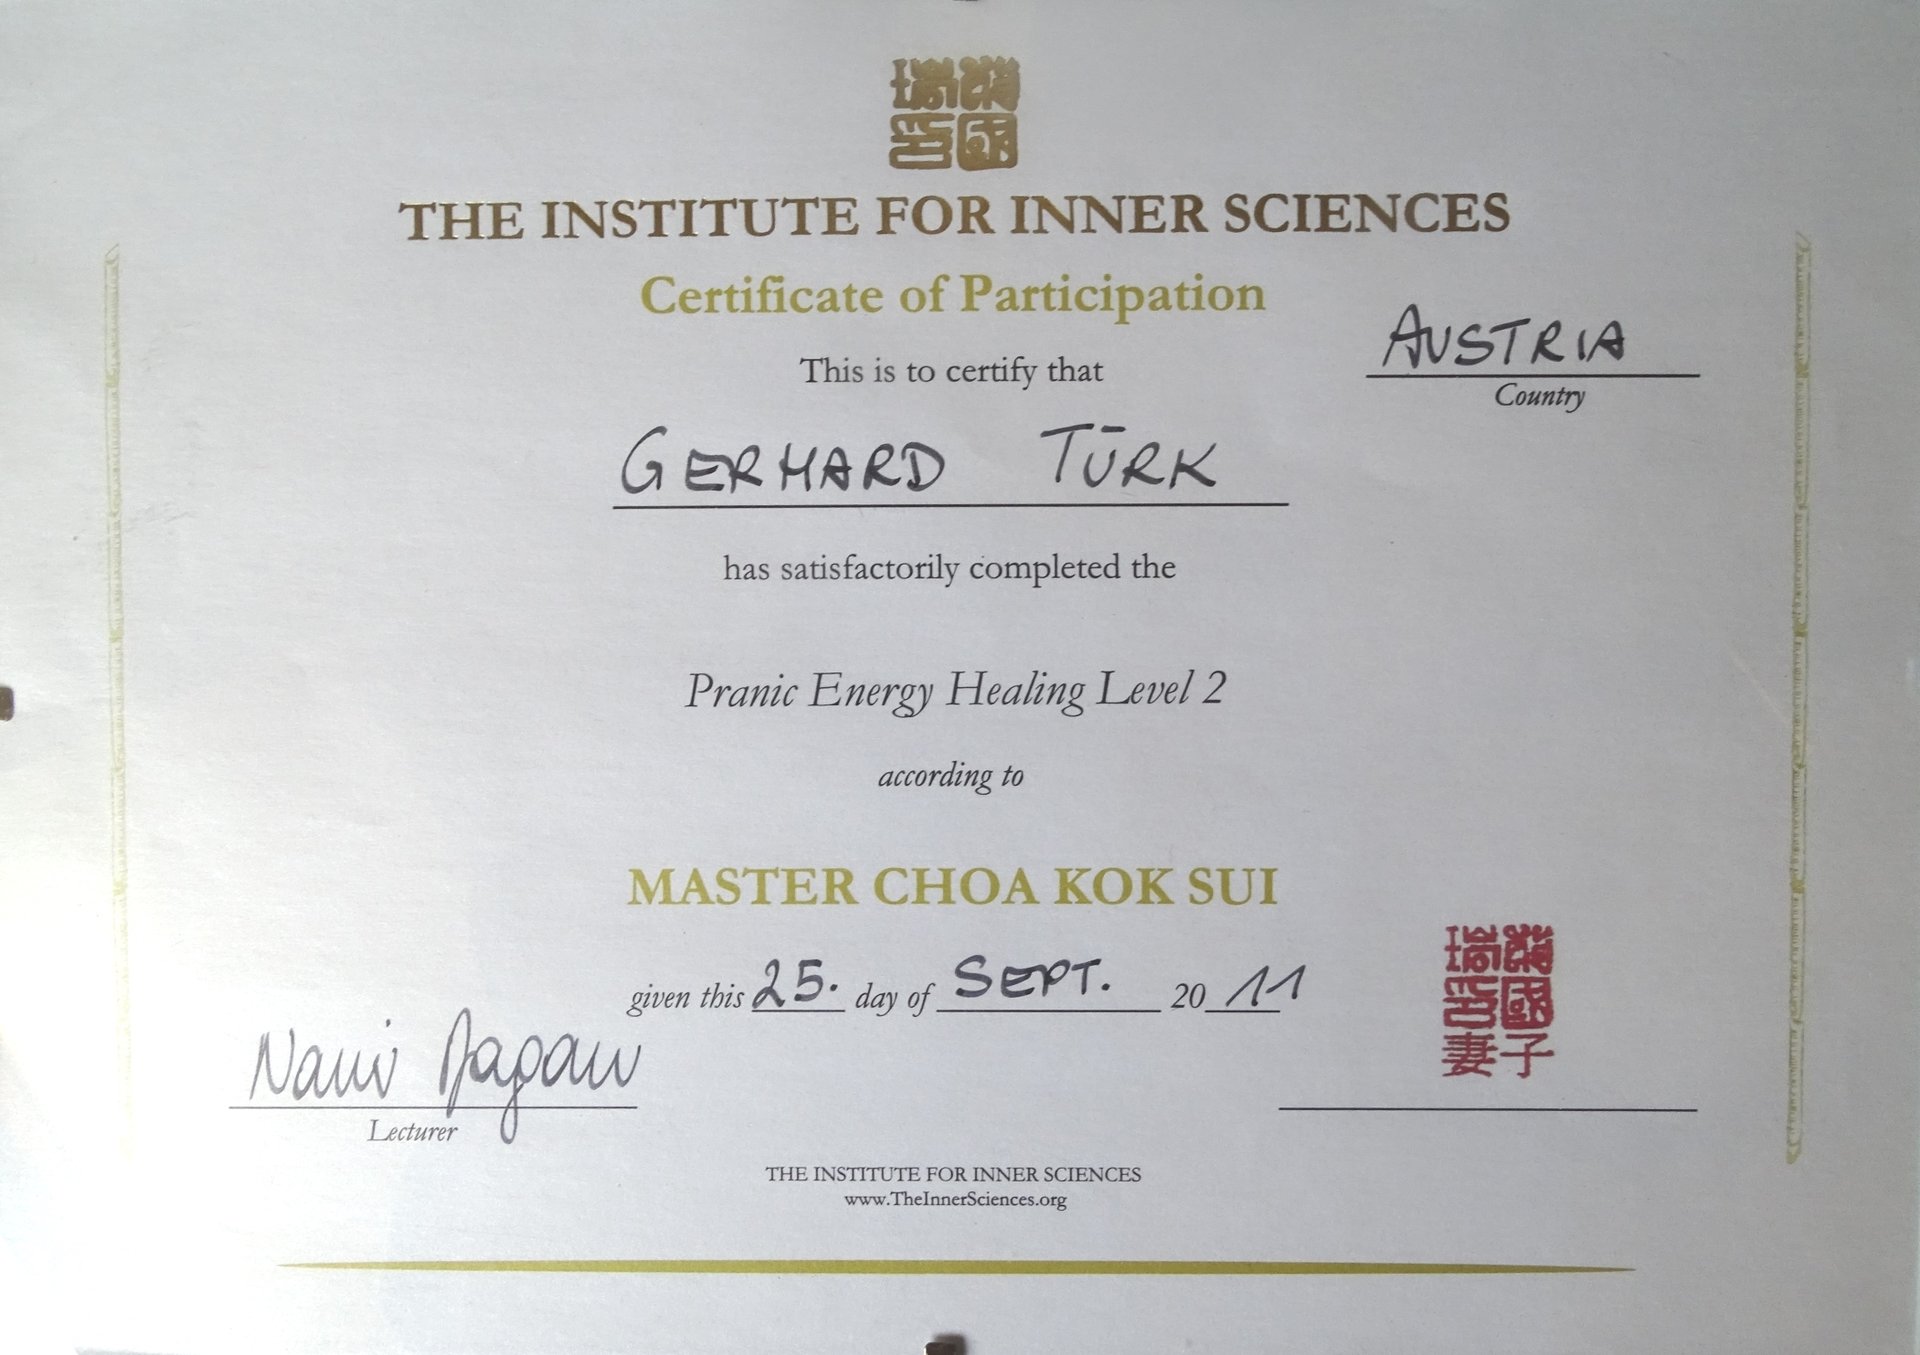 THE INSTITUTE FOR INNER SCIENCES
Certificate of Participation
AUSTRIA
Country
This is to certify that
GERHARD TÜRK
has satisfactorily completed the
Pranic Energy Healing Level 2
according to
MASTER CHOA KOK SUI
given this 25. day of SEPT. 2011
Lecturer
妻子
THE INSTITUTE FOR INNER SCIENCES
www.TheInnerSciences.org